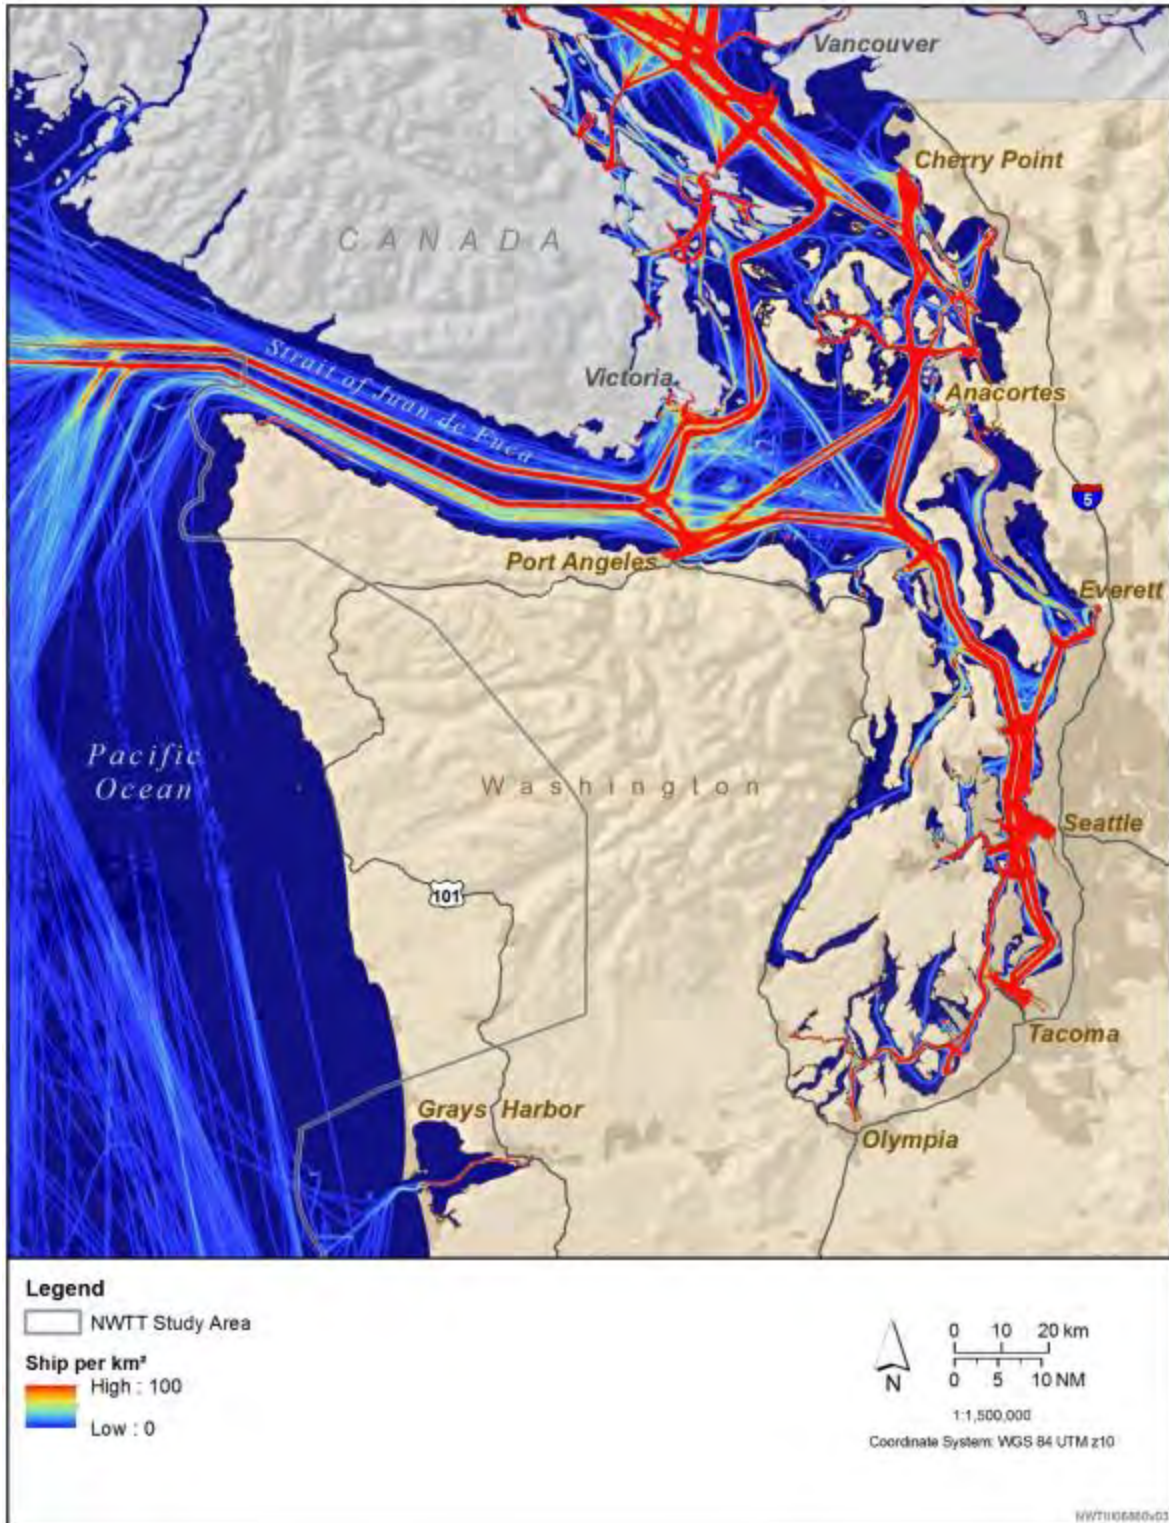 Vancouver
Cherry Point
CANADA
Strait of Juan de Fuca
Victoria
Anacortes
5
Port Angeles
Everett
Pacific
Ocean
Washington
Seattle
101
Tacoma
Grays Harbor
Olympia
Legend
NWTT Study Area
Ship per km²
High : 100
Low : 0
N
0 10 20 km
0 5 10 NM
1:1,500,000
Coordinate System: WGS 84 UTM z10